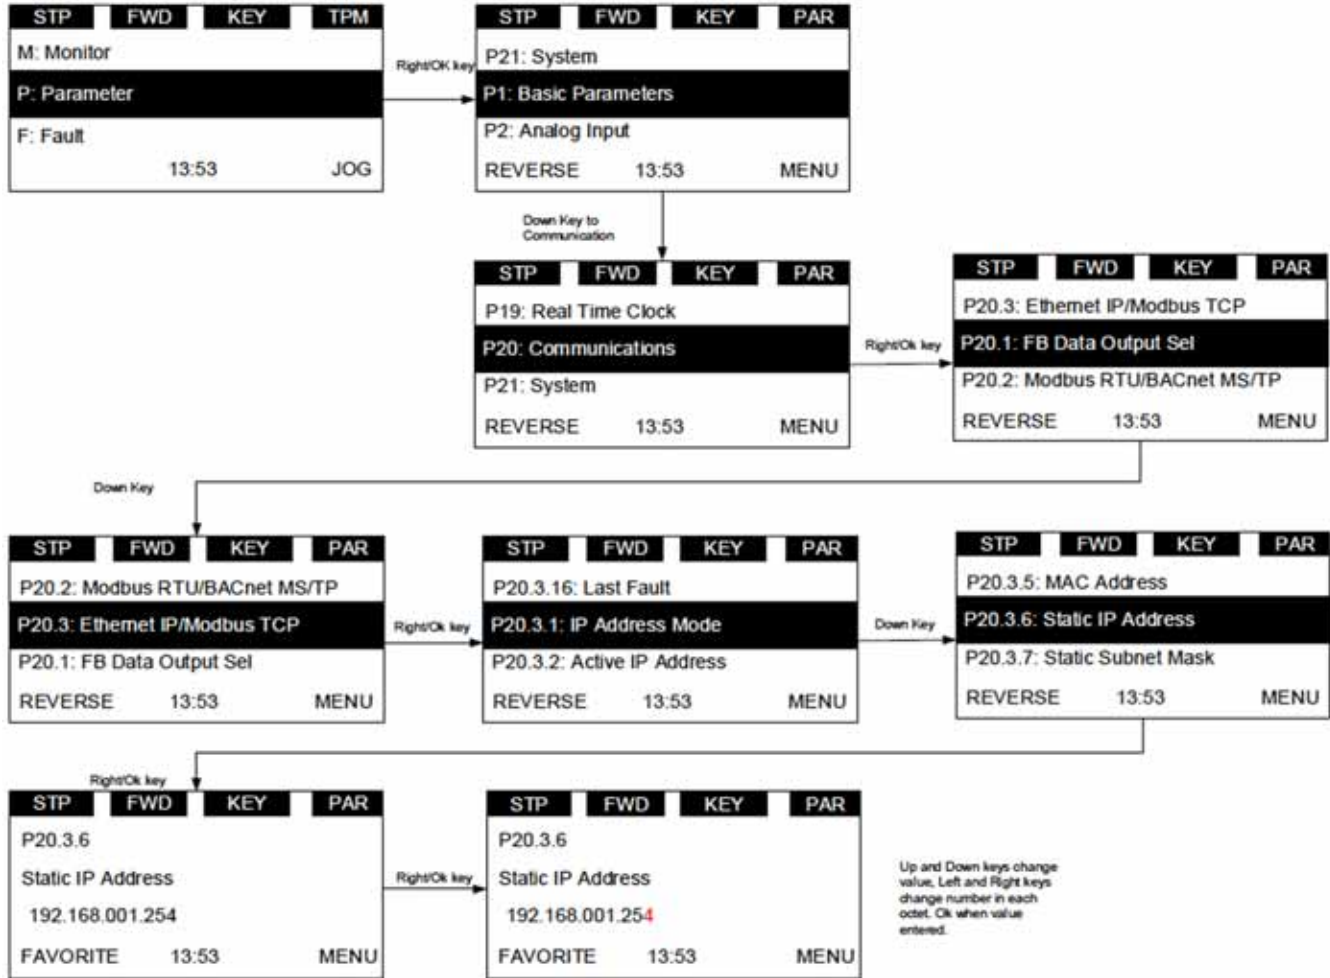 STP FWD KEY TPM
M: Monitor
P: Parameter
F: Fault
13:53 JOG
Right/OK key
STP FWD KEY PAR
P21: System
P1: Basic Parameters
P2: Analog Input
REVERSE 13:53 MENU
Down Key to
Communication
STP FWD KEY PAR
P19: Real Time Clock
P20: Communications
P21: System
REVERSE 13:53 MENU
Right/Ok key
STP FWD KEY PAR
P20.3: Ethernet IP/Modbus TCP
P20.1: FB Data Output Sel
P20.2: Modbus RTU/BACnet MS/TP
REVERSE 13:53 MENU
Down Key
STP FWD KEY PAR
P20.2: Modbus RTU/BACnet MS/TP
P20.3: Ethernet IP/Modbus TCP
P20.1: FB Data Output Sel
REVERSE 13:53 MENU
Right/Ok key
STP FWD KEY PAR
P20.3.16: Last Fault
P20.3.1: IP Address Mode
P20.3.2: Active IP Address
REVERSE 13:53 MENU
Down Key
STP FWD KEY PAR
P20.3.5: MAC Address
P20.3.6: Static IP Address
P20.3.7: Static Subnet Mask
REVERSE 13:53 MENU
Right/Ok key
STP FWD KEY PAR
P20.3.6
Static IP Address
192.168.001.254
FAVORITE 13:53 MENU
Right/Ok key
STP FWD KEY PAR
P20.3.6
Static IP Address
192.168.001.254
FAVORITE 13:53 MENU
Up and Down keys change
value, Left and Right keys
change number in each
octet. Ok when value
entered.